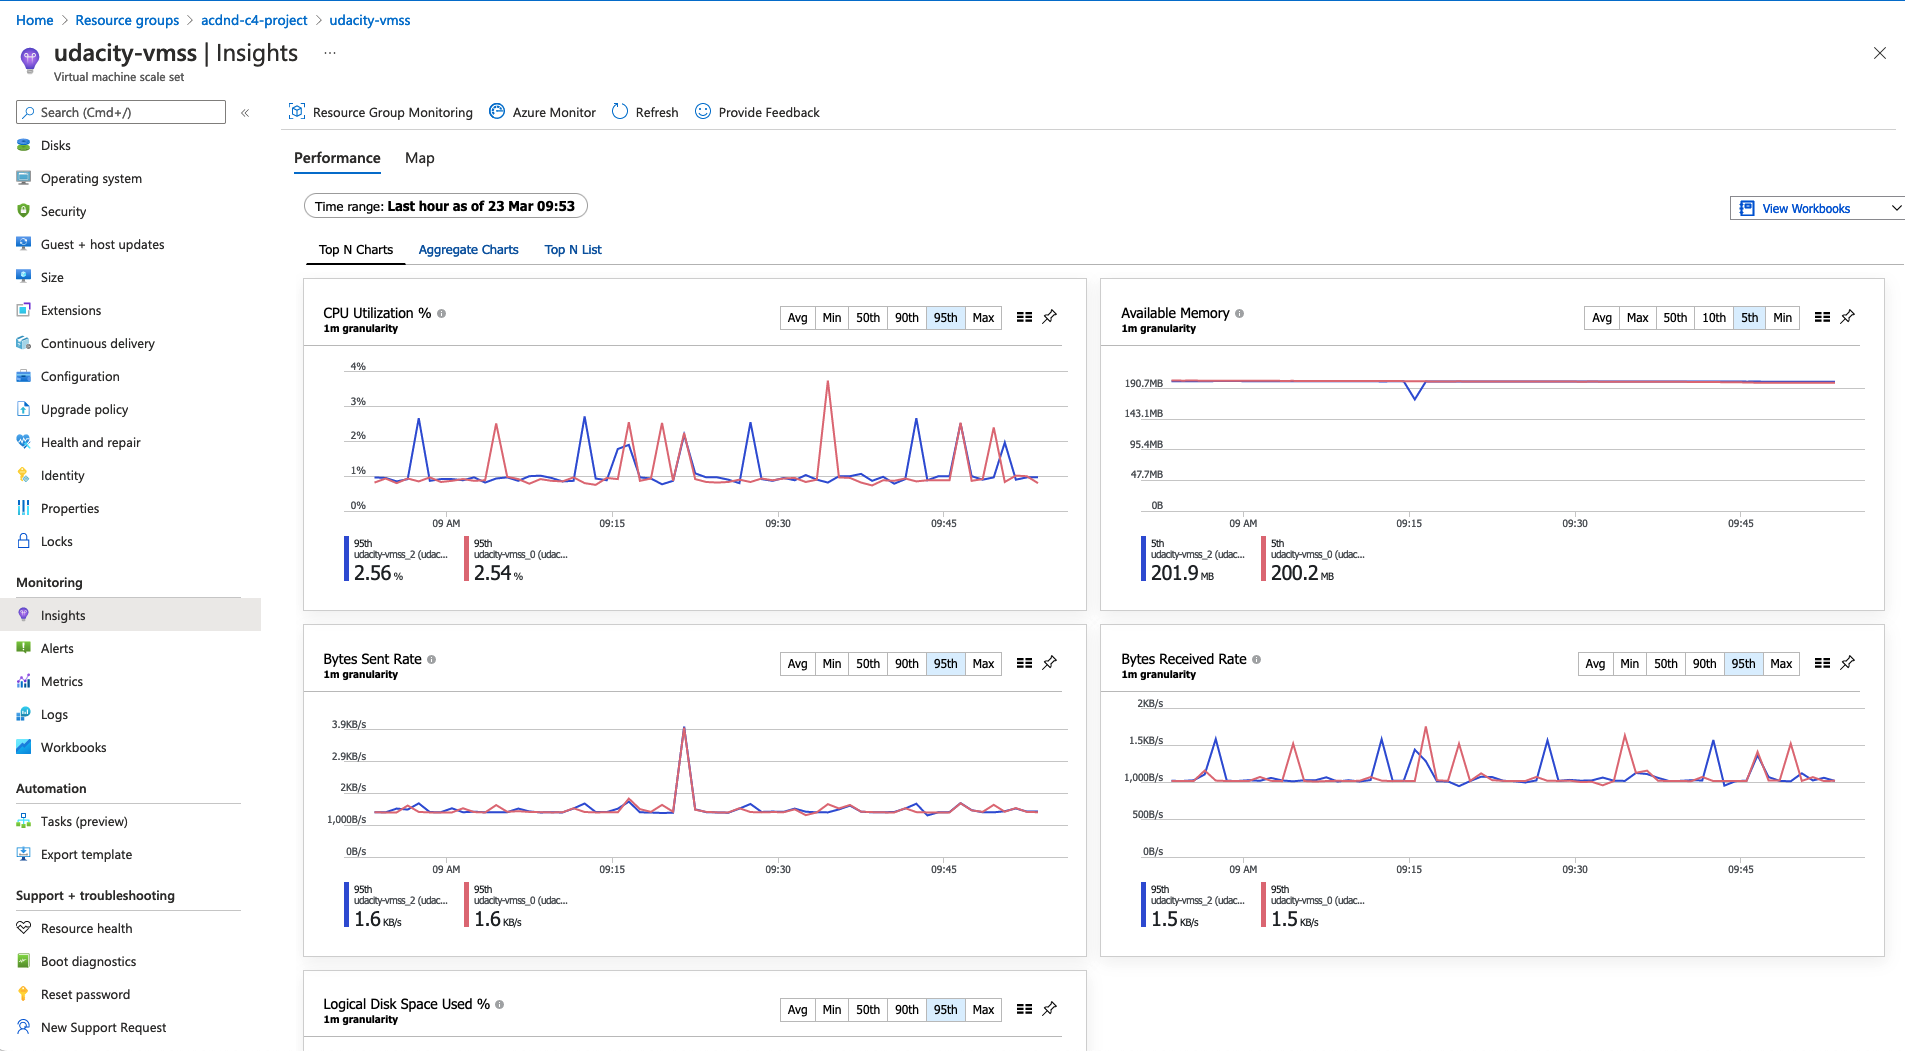 Home > Resource groups > acdnd-c4-project > udacity-vmss
udacity-vmss | Insights ...
Virtual machine scale set
Search (Cmd+/)
«
Disks
Operating system
Security
Guest + host updates
Size
Extensions
Continuous delivery
Configuration
Upgrade policy
Health and repair
Identity
Properties
Locks
Monitoring
Insights
Alerts
Metrics
Logs
Workbooks
Automation
Tasks (preview)
Export template
Support + troubleshooting
Resource health
Boot diagnostics
Reset password
New Support Request
Resource Group Monitoring Azure Monitor Refresh Provide Feedback
Performance Map
Time range: Last hour as of 23 Mar 09:53
View Workbooks
Top N Charts Aggregate Charts Top N List
CPU Utilization %
1m granularity
Avg Min 50th 90th 95th Max
4%
3%
2%
1%
0%
09 AM 09:15 09:30 09:45
95th 95th
udacity-vmss_2 (udac... udacity-vmss_0 (udac...
2.56 % 2.54 %
Available Memory
1m granularity
Avg Max 50th 10th 5th Min
190.7MB
143.1MB
95.4MB
47.7MB
0B
09 AM 09:15 09:30 09:45
5th 5th
udacity-vmss_2 (udac... udacity-vmss_0 (udac...
201.9 MB 200.2 MB
Bytes Sent Rate
1m granularity
Avg Min 50th 90th 95th Max
3.9KB/s
2.9KB/s
2KB/s
1,000B/s
0B/s
09 AM 09:15 09:30 09:45
95th 95th
udacity-vmss_2 (udac... udacity-vmss_0 (udac...
1.6 KB/s 1.6 KB/s
Bytes Received Rate
1m granularity
Avg Min 50th 90th 95th Max
2KB/s
1.5KB/s
1,000B/s
500B/s
0B/s
09 AM 09:15 09:30 09:45
95th 95th
udacity-vmss_2 (udac... udacity-vmss_0 (udac...
1.5 KB/s 1.5 KB/s
Logical Disk Space Used %
1m granularity
Avg Min 50th 90th 95th Max